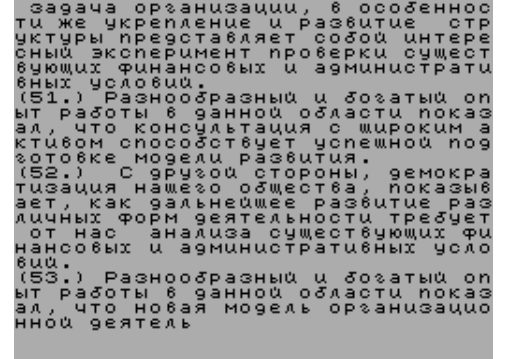 задача организации, в особеннос
ти же укрепление и развитие  стр
уктуры представляет собой интере
сный эксперимент проверки сущест
вующих финансовых и администрати
вных условий.
(51.) Разнообразный и богатый оп
ыт работы в данной области показ
ал, что консультация с широким а
ктивом способствует успешной под
готовке модели развития.
(52.)  С другой стороны, демокра
тизация нашего общества, показыв
ает, как дальнейшее развитие раз
личных форм деятельности требует
от нас  анализа существующих фи
нансовых и административных усло
вий.
(53.) Разнообразный и богатый оп
ыт работы в данной области показ
ал, что новая модель организацио
нной деятель